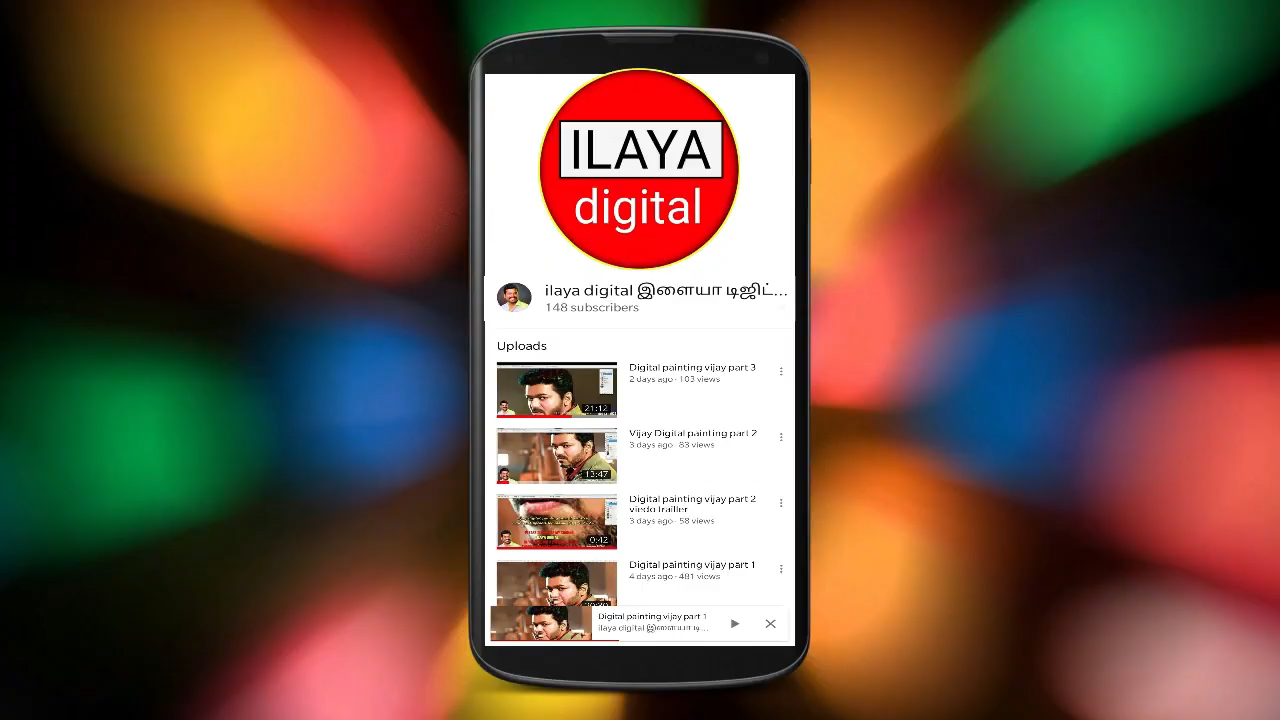 ILAYA
digital
ilaya digital இளையா டிஜிட்...
148 subscribers
Uploads
Digital painting vijay part 3
2 days ago · 103 views
21:12
Vijay Digital painting part 2
3 days ago · 83 views
13:47
Digital painting vijay part 2
viedo trailler
3 days ago · 58 views
0:42
Digital painting vijay part 1
4 days ago · 481 views
Digital painting vijay part 1
ilaya digital இளையா டி...